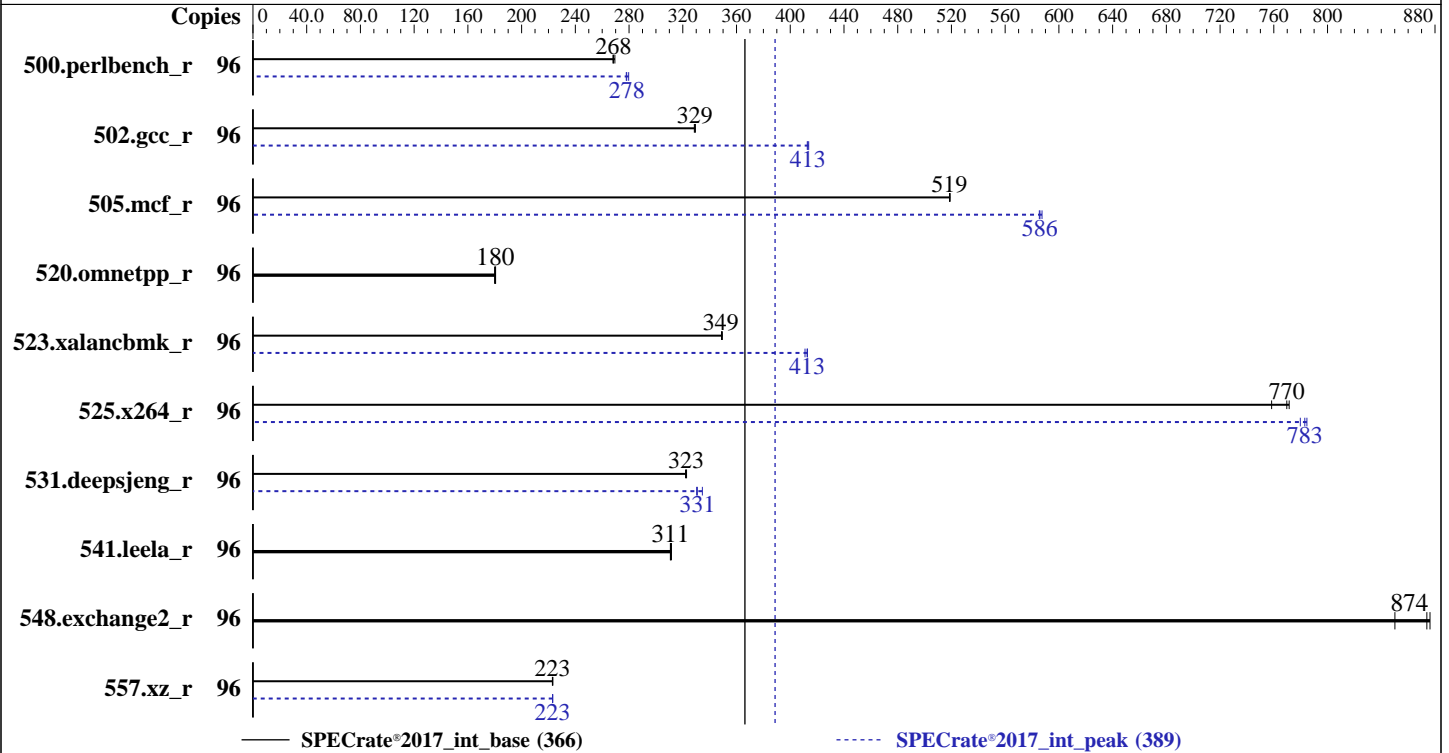 Copies 0 40.0 80.0 120 160 200 240 280 320 360 400 440 480 520 560 600 640 680 720 760 800 880
268
500.perlbench_r 96
278
329
502.gcc_r 96
413
519
505.mcf_r 96
586
180
520.omnetpp_r 96
349
523.xalancbmk_r 96
413
770
525.x264_r 96
783
323
531.deepsjeng_r 96
331
311
541.leela_r 96
874
548.exchange2_r 96
223
557.xz_r 96
223
SPECrate®2017_int_base (366) SPECrate®2017_int_peak (389)